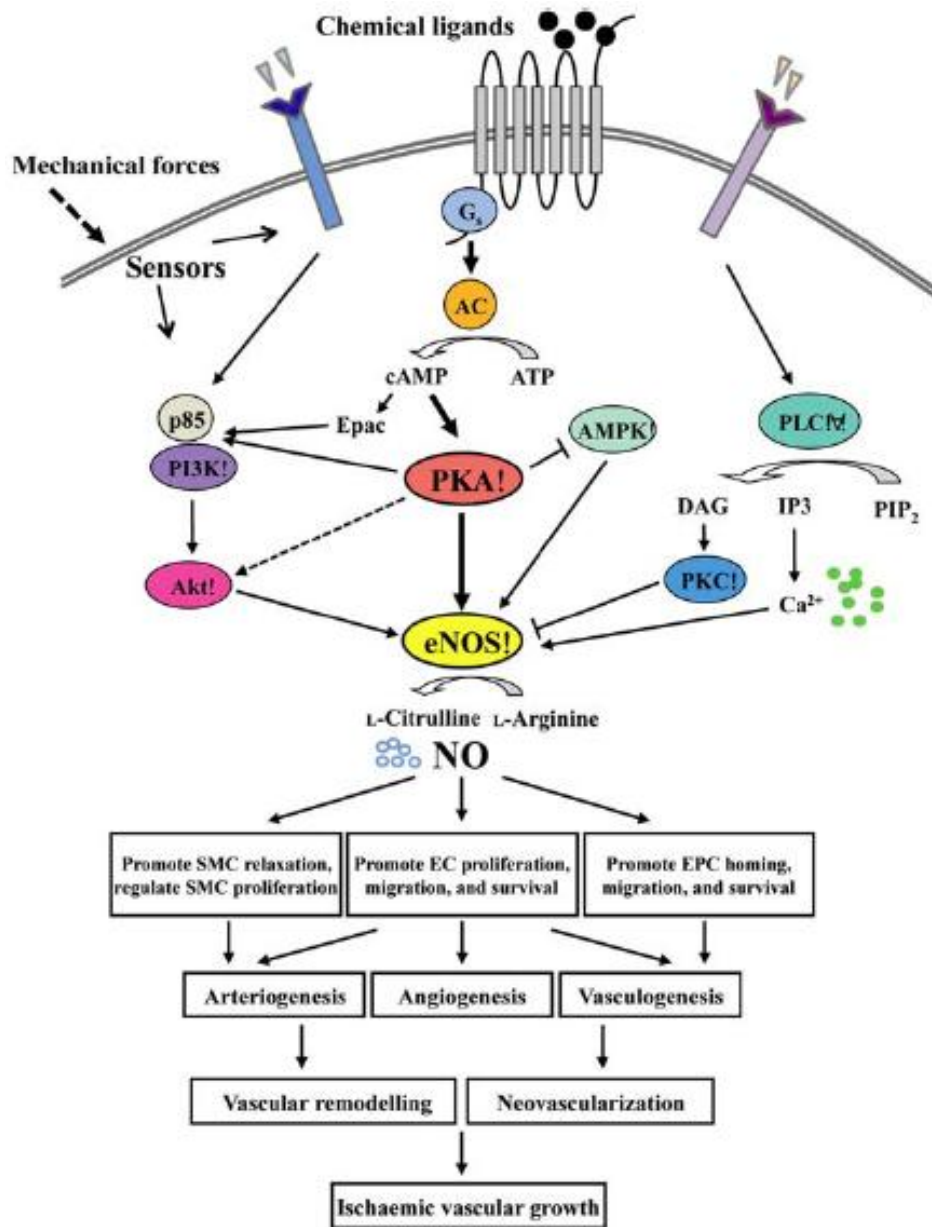 Chemical ligands
Mechanical forces
Sensors
Gs
AC
cAMP
ATP
p85
Epac
AMPK!
PI3K!
PKA!
DAG
IP3
PIP2
Akt!
PKC!
Ca2+
eNOS!
L-Citrulline
L-Arginine
NO
Promote SMC relaxation,
regulate SMC proliferation
Promote EC proliferation,
migration, and survival
Promote EPC homing,
migration, and survival
Arteriogenesis
Angiogenesis
Vasculogenesis
Vascular remodelling
Neovascularization
Ischaemic vascular growth